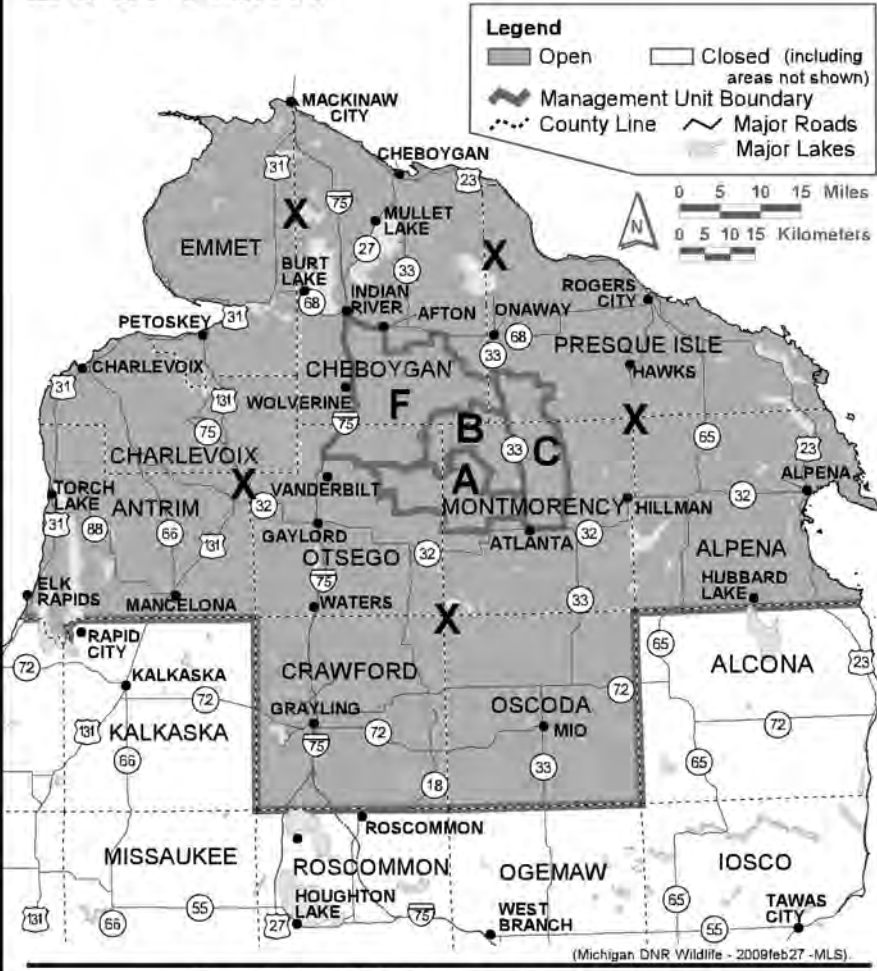 Legend
Open
Closed (including
areas not shown)
Management Unit Boundary
County Line
Major Roads
Major Lakes
0 5 10 15 Miles
0 5 10 15 Kilometers
N
MACKINAW
CITY
CHEBOYGAN
31
75
23
X
MULLET
LAKE
27
EMMET
X
BURT
LAKE
68
33
INDIAN
RIVER
ROGERS
CITY
AFTON
ONAWAY
PETOSKEY
31
68
33
PRESQUE ISLE
CHARLEVOIX
CHEBOYGAN
HAWKS
31
131
WOLVERINE
F
75
75
B
X
65
23
33
C
CHARLEVOIX
A
X
VANDERBILT
ALPENA
TORCH
LAKE
32
MONTMORENCY
HILLMAN
32
ANTRIM
31
88
66
131
GAYLORD
OTSEGO
32
ATLANTA
32
ALPENA
75
HUBBARD
LAKE
ELK
RAPIDS
MANCELONA
WATERS
33
X
RAPID
CITY
65
72
KALKASKA
CRAWFORD
ALCONA
23
72
72
OSCODA
GRAYLING
131
KALKASKA
72
MIO
72
75
66
18
33
65
ROSCOMMON
MISSAUKEE
ROSCOMMON
OGEMAW
IOSCO
HOUGHTON
LAKE
65
TAWAS
CITY
131
66
55
27
75
WEST
BRANCH
55
(Michigan DNR Wildlife - 2009feb27 -MLS).